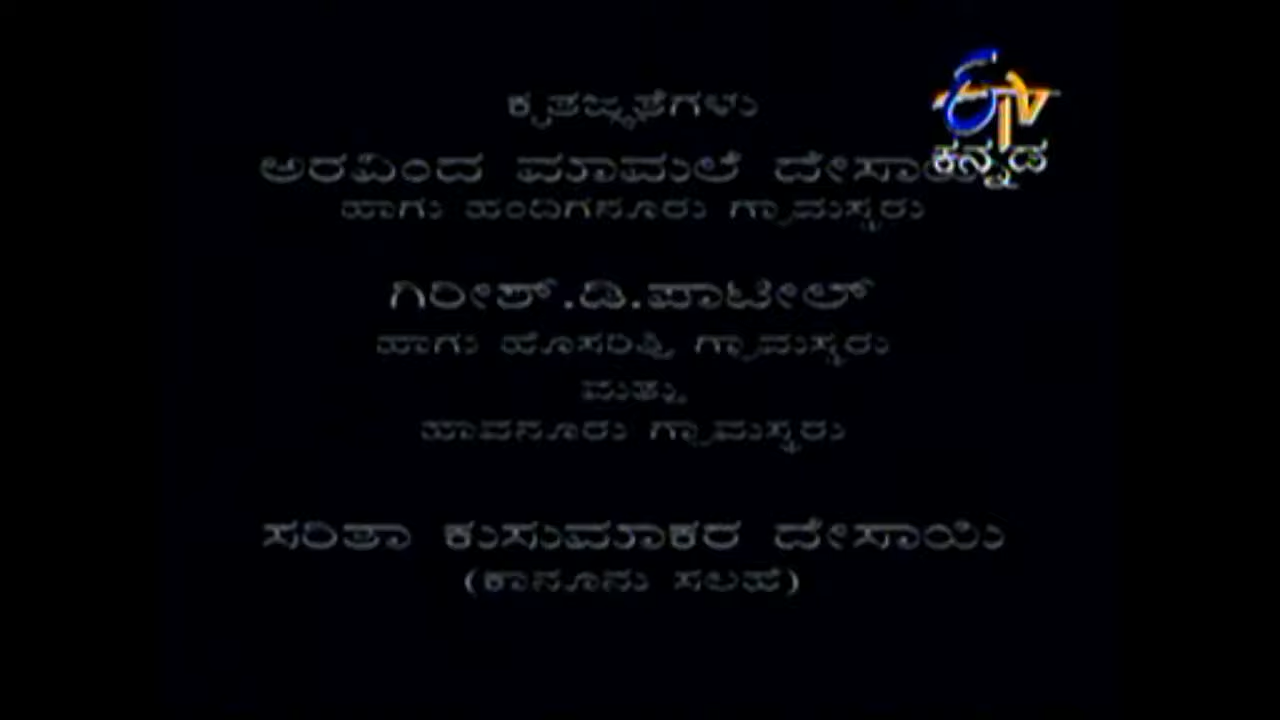 ಕೃತಜ್ಞತೆಗಳು
ETV
ಕನ್ನಡ
ಅರವಿಂದ ಮಾಮಲೆ ದೇಸಾಯಿ
ಹಾಗು ಹಂದಿಗನೂರು ಗ್ರಾಮಸ್ಥರು
ಗಿರೀಶ್.ಡಿ.ಪಾಟೀಲ್
ಹಾಗು ಹೊಸರಿತ್ತಿ ಗ್ರಾಮಸ್ಥರು
ಮತ್ತು
ಹಾವನೂರು ಗ್ರಾಮಸ್ಥರು
ಸರಿತಾ ಕುಸುಮಾಕರ ದೇಸಾಯಿ
(ಕಾನೂನು ಸಲಹೆ)